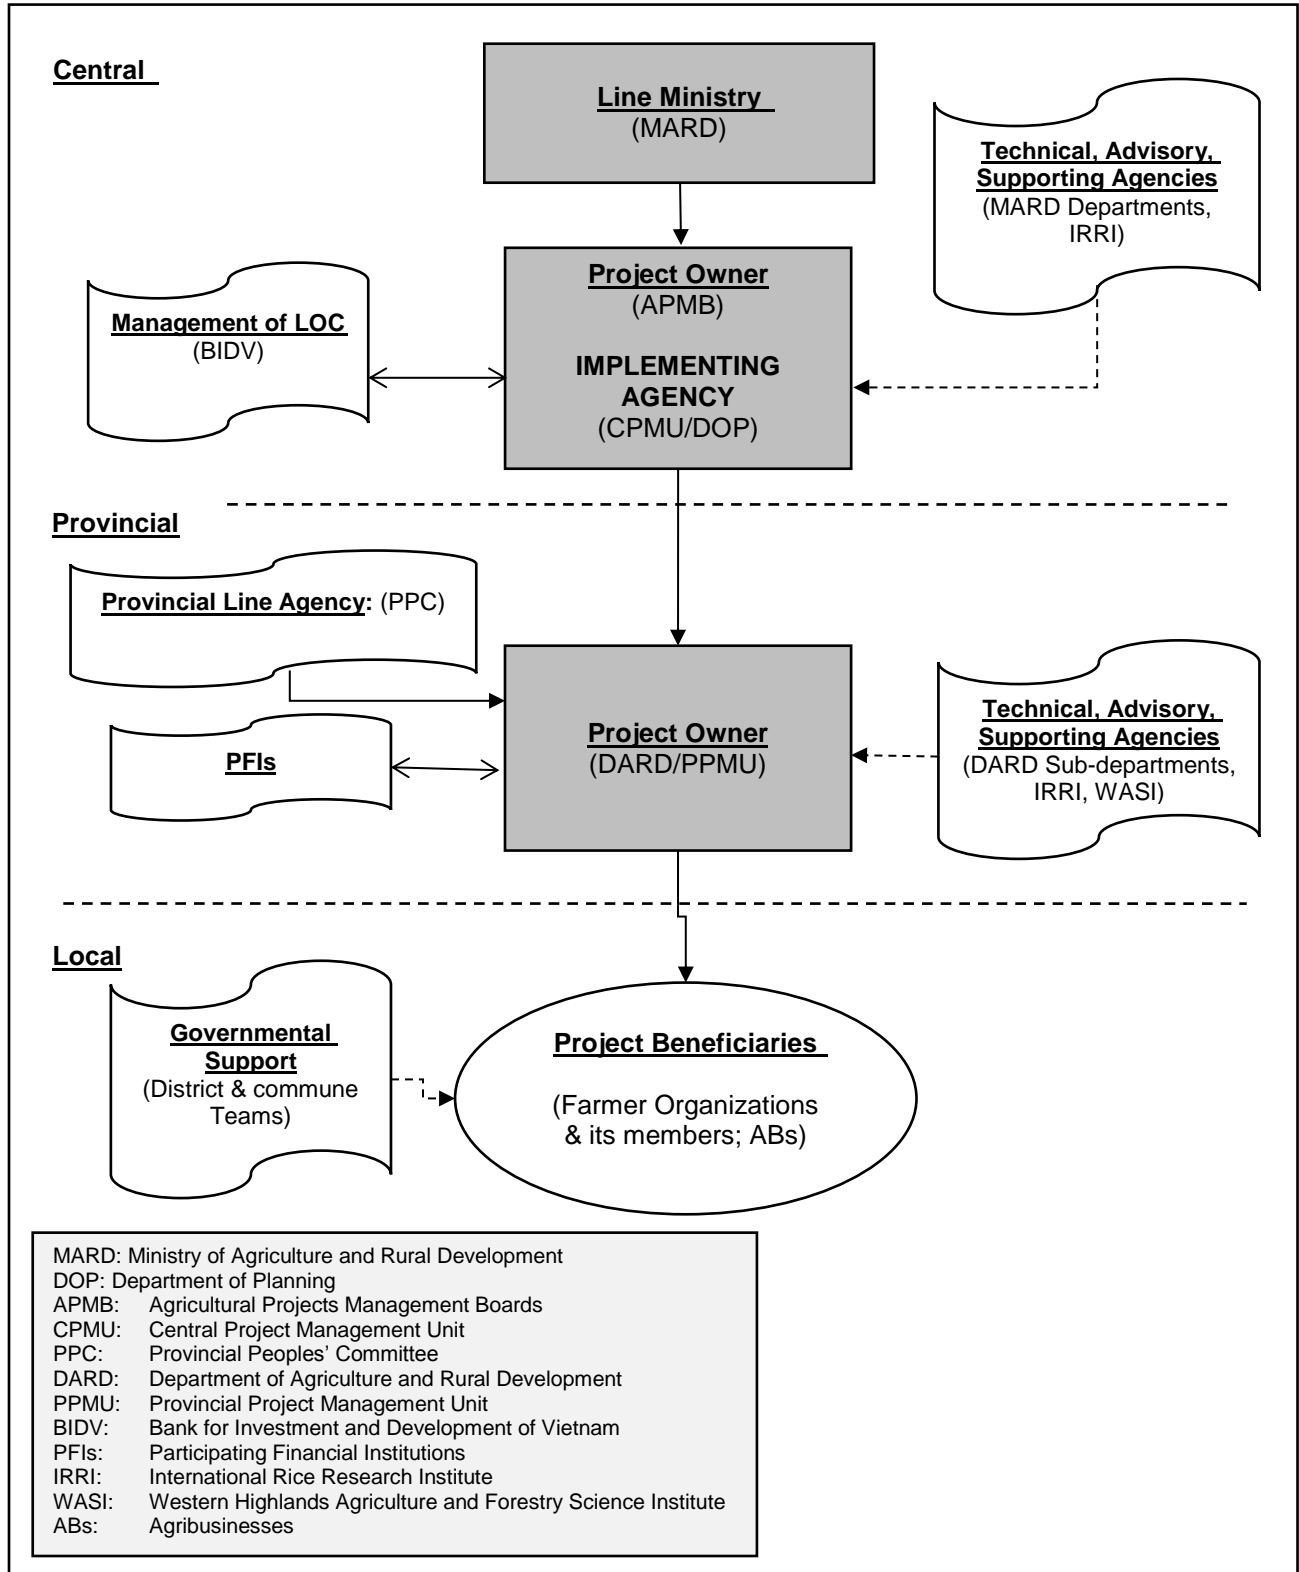 Central
Line Ministry
(MARD)
Technical, Advisory,
Supporting Agencies
(MARD Departments,
IRRI)
Project Owner
(APMB)
IMPLEMENTING
AGENCY
(CPMU/DOP)
Management of LOC
(BIDV)
Provincial
Provincial Line Agency: (PPC)
PFIs
Project Owner
(DARD/PPMU)
Technical, Advisory,
Supporting Agencies
(DARD Sub-departments,
IRRI, WASI)
Local
Governmental
Support
(District & commune
Teams)
Project Beneficiaries
(Farmer Organizations
& its members; ABs)
MARD: Ministry of Agriculture and Rural Development
DOP: Department of Planning
APMB: Agricultural Projects Management Boards
CPMU: Central Project Management Unit
PPC: Provincial Peoples’ Committee
DARD: Department of Agriculture and Rural Development
PPMU: Provincial Project Management Unit
BIDV: Bank for Investment and Development of Vietnam
PFIs: Participating Financial Institutions
IRRI: International Rice Research Institute
WASI: Western Highlands Agriculture and Forestry Science Institute
ABs: Agribusinesses